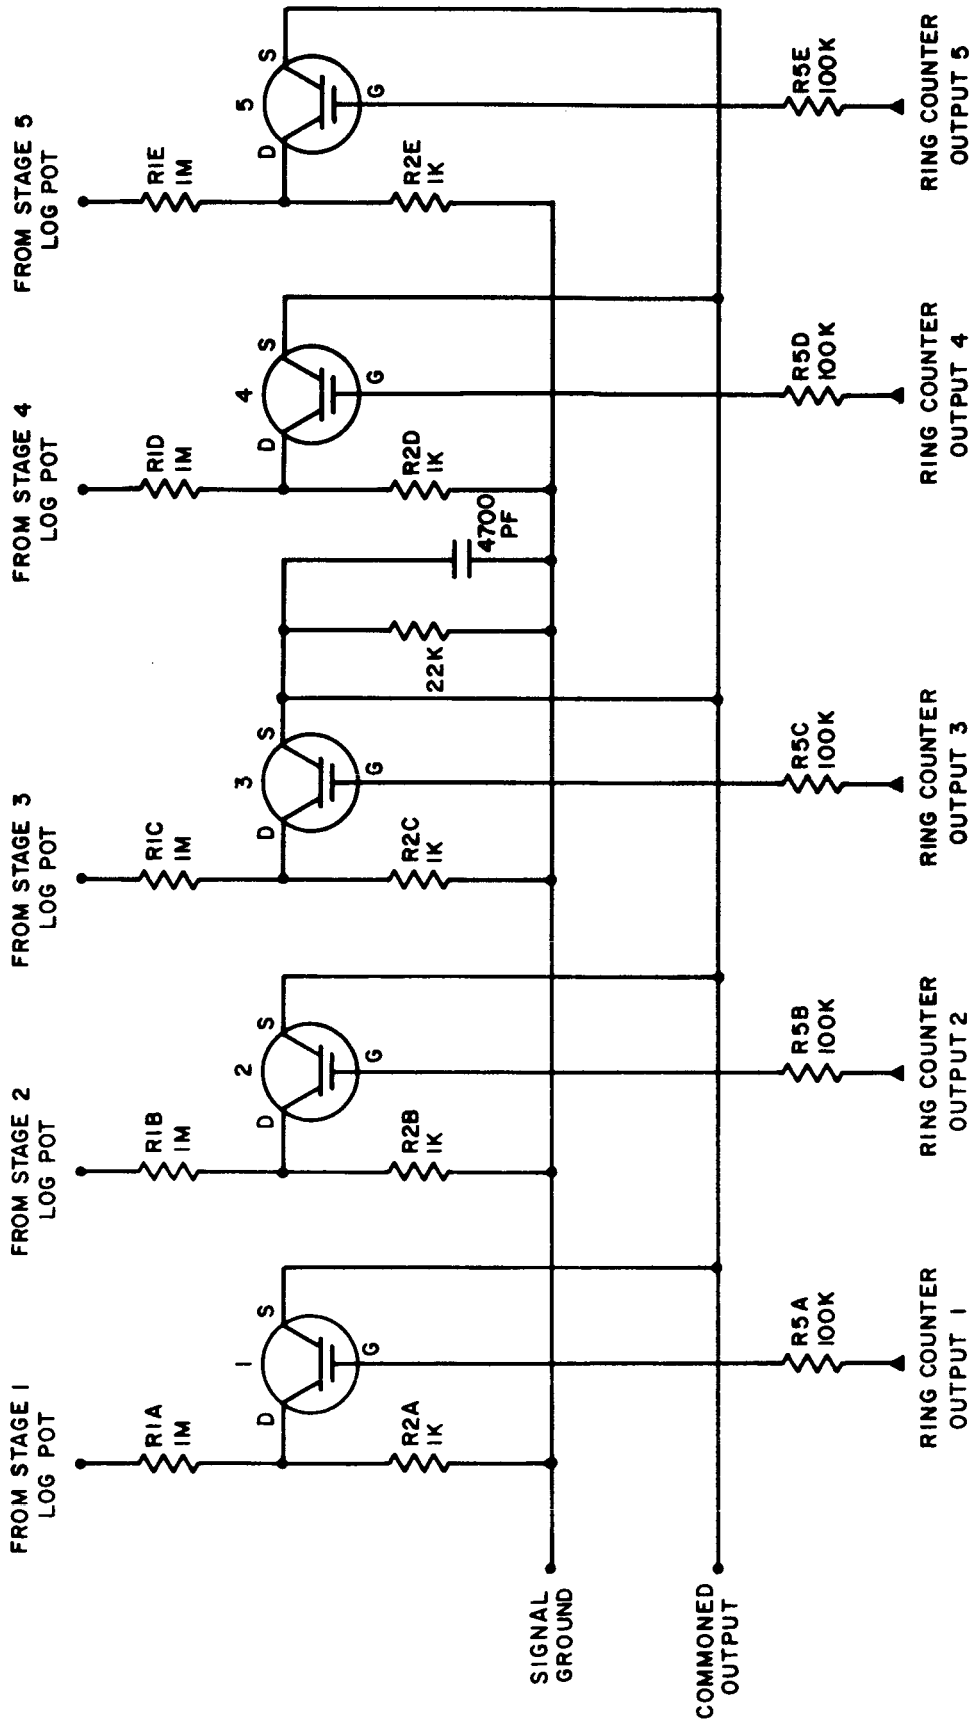 FROM STAGE 1
LOG POT
R1A
1M
1
D
S
G
R2A
1K
R5A
100K
RING COUNTER
OUTPUT 1
FROM STAGE 2
LOG POT
R1B
1M
2
D
S
G
R2B
1K
R5B
100K
RING COUNTER
OUTPUT 2
FROM STAGE 3
LOG POT
R1C
1M
3
D
S
G
R2C
1K
R5C
100K
RING COUNTER
OUTPUT 3
22K
4700
PF
FROM STAGE 4
LOG POT
R1D
1M
4
D
S
G
R2D
1K
R5D
100K
RING COUNTER
OUTPUT 4
FROM STAGE 5
LOG POT
R1E
1M
5
D
S
G
R2E
1K
R5E
100K
RING COUNTER
OUTPUT 5
SIGNAL
GROUND
COMMONED
OUTPUT